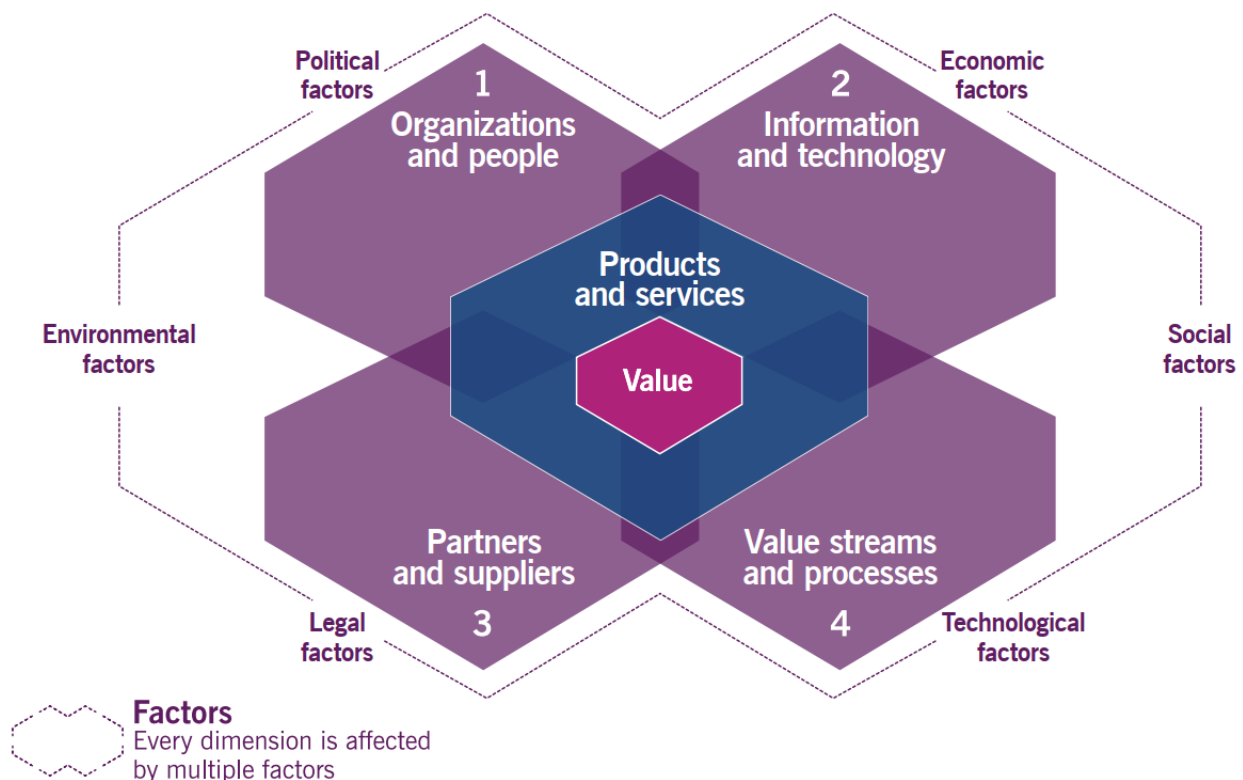 Political
factors
1
Organizations
and people
2
Information
and technology
Economic
factors
Products
and services
Value
Environmental
factors
Social
factors
Partners
and suppliers
3
Value streams
and processes
4
Legal
factors
Technological
factors
Factors
Every dimension is affected
by multiple factors